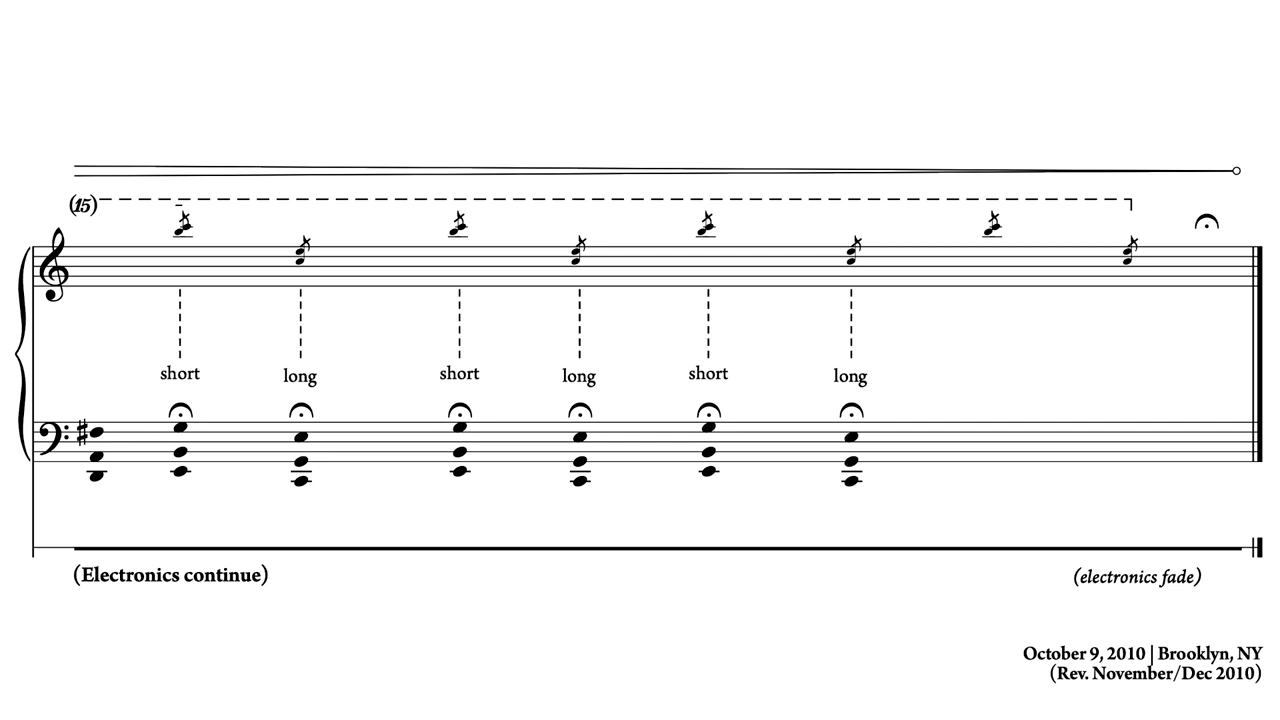 (15)
short long short long short long
(Electronics continue) (electronics fade)
October 9, 2010 | Brooklyn, NY
(Rev. November/Dec 2010)